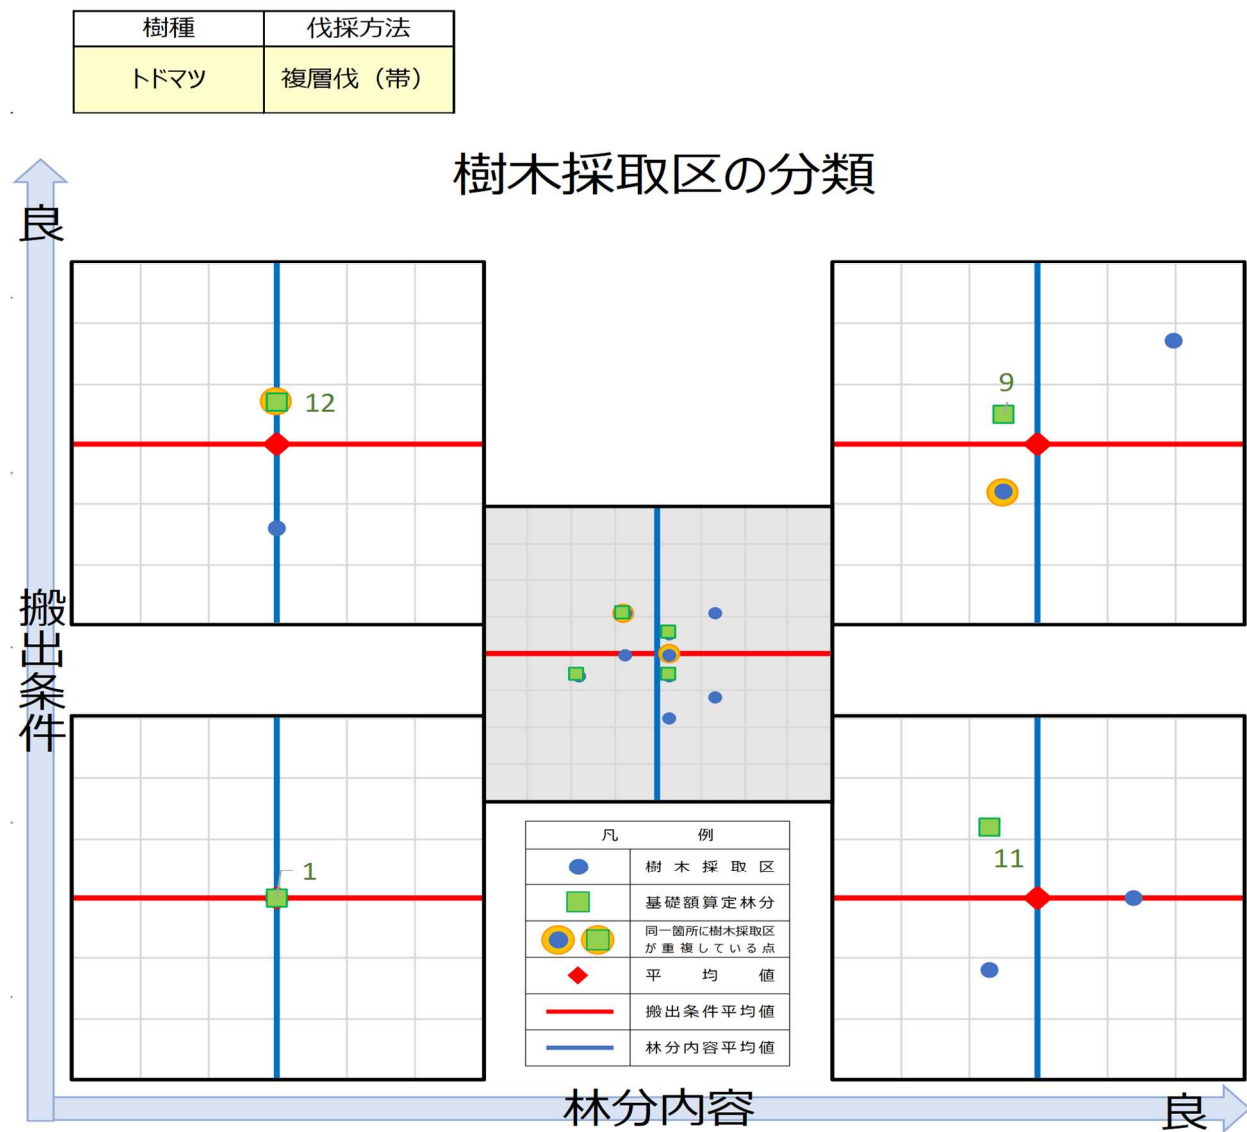 樹種 伐採方法
トドマツ 複層伐（帯）
樹木採取区の分類
良
12
9
搬出条件
1
11
凡 例
樹木採取区
基礎額算定林分
同一箇所に樹木採取区
が重複している点
平均値
搬出条件平均値
林分内容平均値
林分内容 良